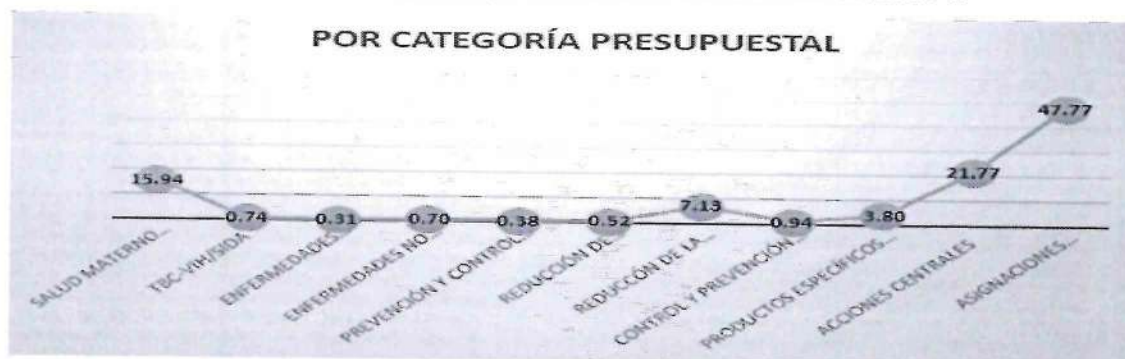 POR CATEGORÍA PRESUPUESTAL
15.94
0.74
0.31
0.70
0.38
0.52
7.13
0.94
3.80
21.77
47.77
SALUD MATERNO...
TBC-VIH/SIDA
ENFERMEDADES
ENFERMEDADES NO...
PREVENCIÓN Y CONTROL
REDUCCIÓN DE
REDUCCÓN DE LA...
CONTROL Y PREVENCIÓN
PRODUCTOS ESPECÍFICOS...
ACCIONES CENTRALES
ASIGNACIONES...